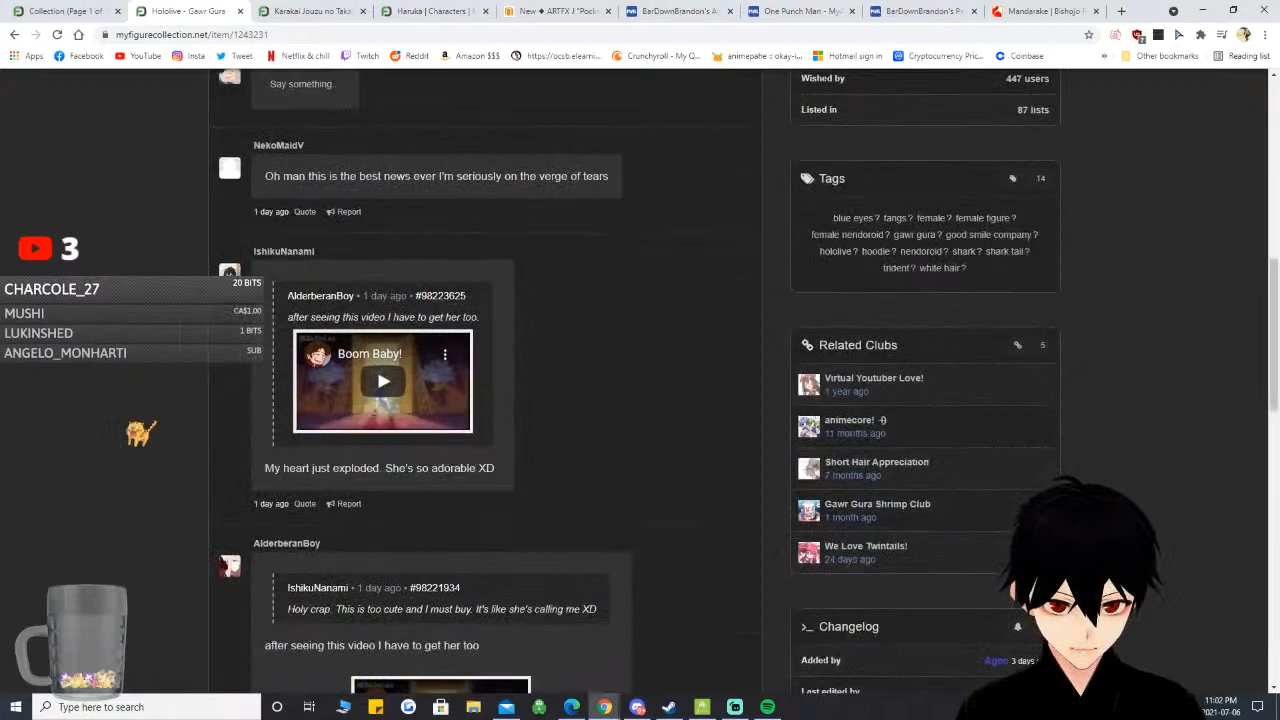 Collection (Page 1 of
Hololive - Gawr Gura -
Karakai Jouzu no Taka
Haruka | Characters | M
New ♦ ARTFX J "Pocke
BarDownBrandon's A
One Punch Man - My
BarDownBrandon's P
Mandarake | Bishojo F
myfigurecollection.net/item/1243231
Apps
YouTube
Insta
Twitter
Netflix & chill
Twitch
Reddit
Amazon $$$
https://ocsb.elearni...
Crunchyroll - My Q...
animepahe :: okay-i...
Hotmail sign in
Cryptocurrency Pric...
Coinbase
»
Other bookmarks
Reading list
Say something..
Wished by 447 users
Listed in 87 lists
NekoMaidV
Oh man this is the best news ever I'm seriously on the verge of tears
1 day ago Quote Report
Tags 14
blue eyes? fangs? female? female figure?
female nendoroid? gawr gura? good smile company?
hololive? hoodie? nendoroid? shark? shark tail?
trident? white hair?
3
CHARCOLE_27 20 BITS
MUSHI CA$1.00
LUKINSHED 1 BITS
ANGELO_MONHARTI SUB
IshikuNanami
AlderberanBoy • 1 day ago • #98223625
after seeing this video I have to get her too.
Boom Baby!
My heart just exploded. She's so adorable XD
1 day ago Quote Report
Related Clubs 5
Virtual Youtuber Love!
1 year ago
animecore!
11 months ago
Short Hair Appreciation
7 months ago
Gawr Gura Shrimp Club
1 month ago
We Love Twintails!
24 days ago
AlderberanBoy
IshikuNanami • 1 day ago • #98221934
Holy crap. This is too cute and I must buy. It's like she's calling me XD
after seeing this video I have to get her too
>_ Changelog
Added by Agon 3 days
Last edited by
Type here to search
11:02 PM
2021-07-06